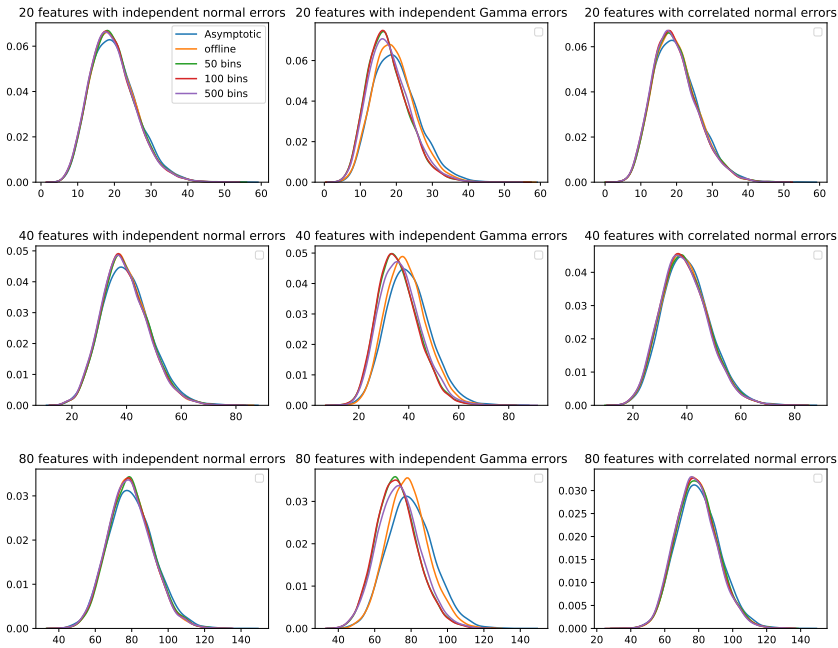 20 features with independent normal errors
20 features with independent Gamma errors
20 features with correlated normal errors
Asymptotic
offline
50 bins
100 bins
500 bins
0.06
0.04
0.02
0.00
0 10 20 30 40 50 60
0.06
0.04
0.02
0.00
0 10 20 30 40 50 60
0.06
0.04
0.02
0.00
0 10 20 30 40 50 60
40 features with independent normal errors
40 features with independent Gamma errors
40 features with correlated normal errors
0.05
0.04
0.03
0.02
0.01
0.00
20 40 60 80
0.05
0.04
0.03
0.02
0.01
0.00
20 40 60 80
0.04
0.03
0.02
0.01
0.00
20 40 60 80
80 features with independent normal errors
80 features with independent Gamma errors
80 features with correlated normal errors
0.03
0.02
0.01
0.00
40 60 80 100 120 140
0.03
0.02
0.01
0.00
40 60 80 100 120 140
0.030
0.025
0.020
0.015
0.010
0.005
0.000
20 40 60 80 100 120 140